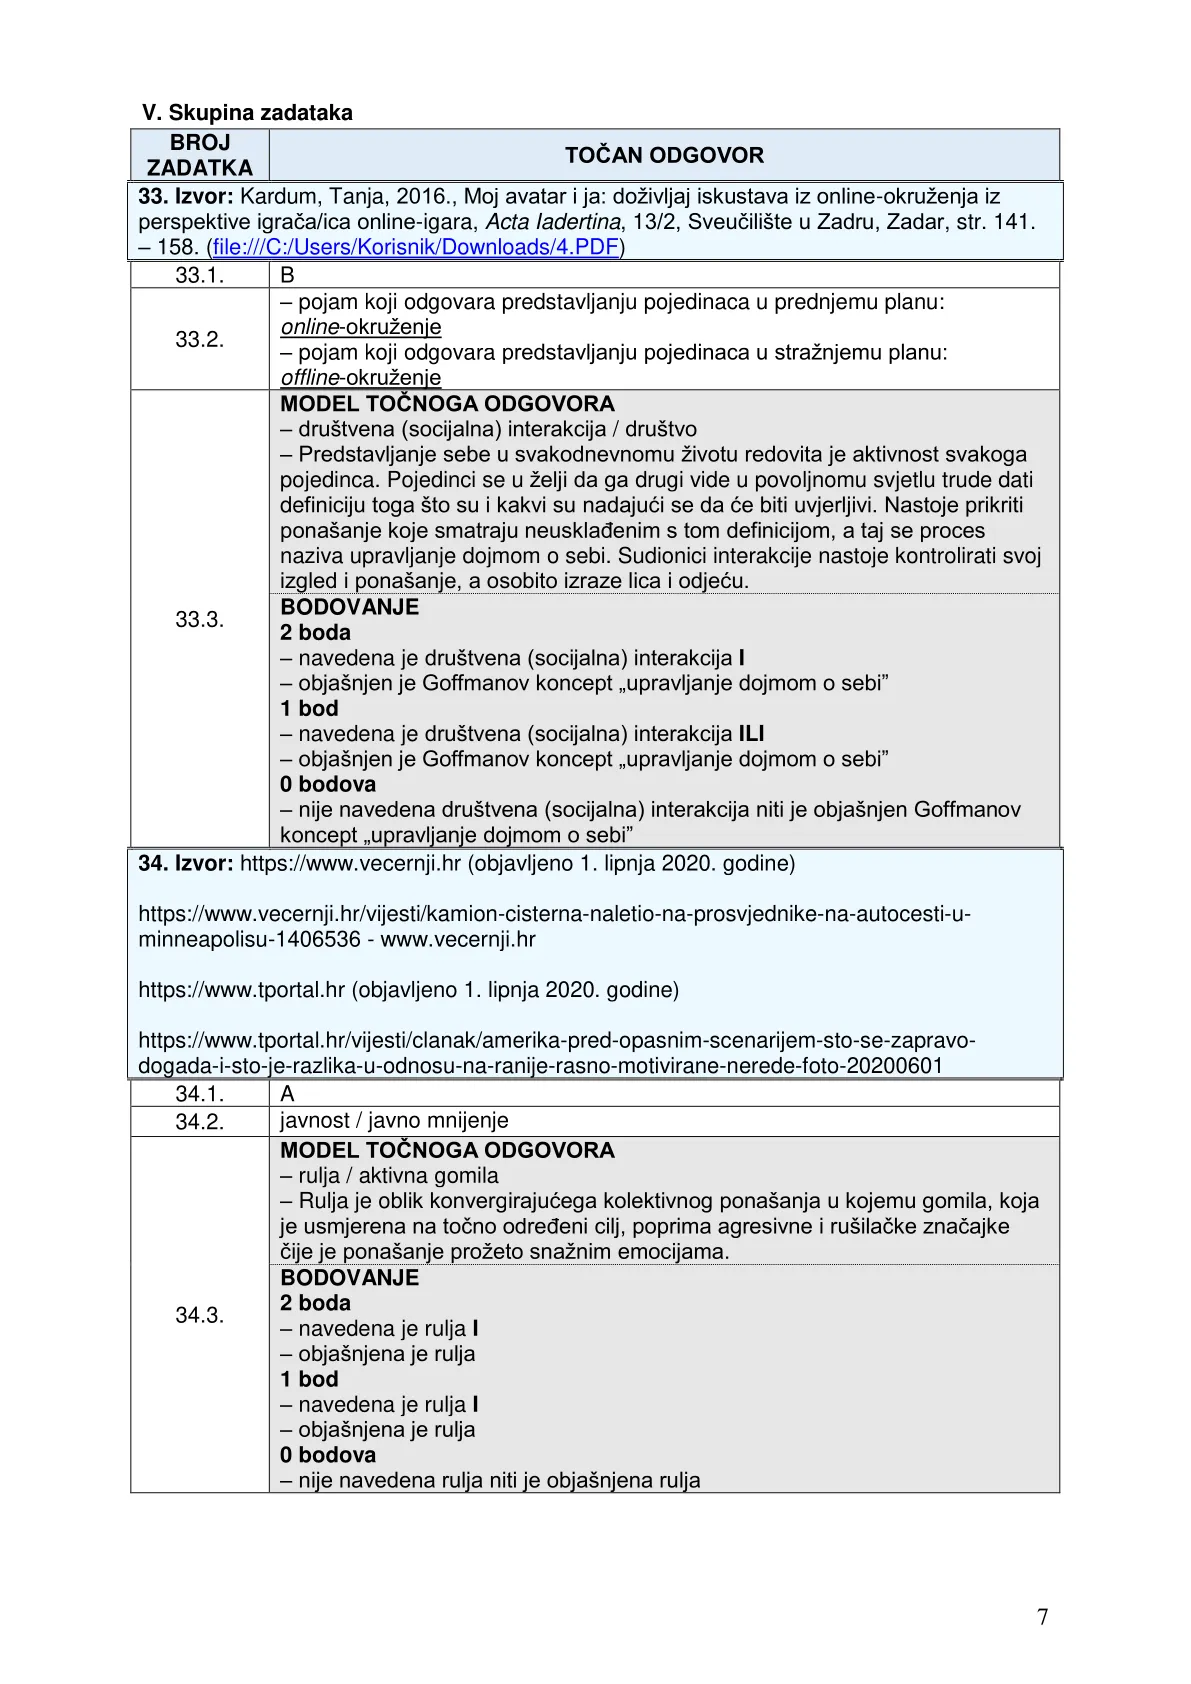 V. Skupina zadataka
BROJ
ZADATKA
TOČAN ODGOVOR
33. Izvor: Kardum, Tanja, 2016., Moj avatar i ja: doživljaj iskustava iz online-okruženja iz
perspektive igrača/ica online-igara, Acta Iadertina, 13/2, Sveučilište u Zadru, Zadar, str. 141.
– 158. (file:///C:/Users/Korisnik/Downloads/4.PDF)
33.1.
B
33.2.
– pojam koji odgovara predstavljanju pojedinaca u prednjemu planu:
online-okruženje
– pojam koji odgovara predstavljanju pojedinaca u stražnjemu planu:
offline-okruženje
33.3.
MODEL TOČNOGA ODGOVORA
– društvena (socijalna) interakcija / društvo
– Predstavljanje sebe u svakodnevnomu životu redovita je aktivnost svakoga
pojedinca. Pojedinci se u želji da ga drugi vide u povoljnomu svjetlu trude dati
definiciju toga što su i kakvi su nadajući se da će biti uvjerljivi. Nastoje prikriti
ponašanje koje smatraju neusklađenim s tom definicijom, a taj se proces
naziva upravljanje dojmom o sebi. Sudionici interakcije nastoje kontrolirati svoj
izgled i ponašanje, a osobito izraze lica i odjeću.
BODOVANJE
2 boda
– navedena je društvena (socijalna) interakcija I
– objašnjen je Goffmanov koncept „upravljanje dojmom o sebi”
1 bod
– navedena je društvena (socijalna) interakcija ILI
– objašnjen je Goffmanov koncept „upravljanje dojmom o sebi”
0 bodova
– nije navedena društvena (socijalna) interakcija niti je objašnjen Goffmanov
koncept „upravljanje dojmom o sebi”
34. Izvor: https://www.vecernji.hr (objavljeno 1. lipnja 2020. godine)
https://www.vecernji.hr/vijesti/kamion-cisterna-naletio-na-prosvjednike-na-autocesti-u-
minneapolisu-1406536 - www.vecernji.hr
https://www.tportal.hr (objavljeno 1. lipnja 2020. godine)
https://www.tportal.hr/vijesti/clanak/amerika-pred-opasnim-scenarijem-sto-se-zapravo-
dogada-i-sto-je-razlika-u-odnosu-na-ranije-rasno-motivirane-nerede-foto-20200601
34.1.
A
34.2.
javnost / javno mnijenje
34.3.
MODEL TOČNOGA ODGOVORA
– rulja / aktivna gomila
– Rulja je oblik konvergirajućega kolektivnog ponašanja u kojemu gomila, koja
je usmjerena na točno određeni cilj, poprima agresivne i rušilačke značajke
čije je ponašanje prožeto snažnim emocijama.
BODOVANJE
2 boda
– navedena je rulja I
– objašnjena je rulja
1 bod
– navedena je rulja I
– objašnjena je rulja
0 bodova
– nije navedena rulja niti je objašnjena rulja
7